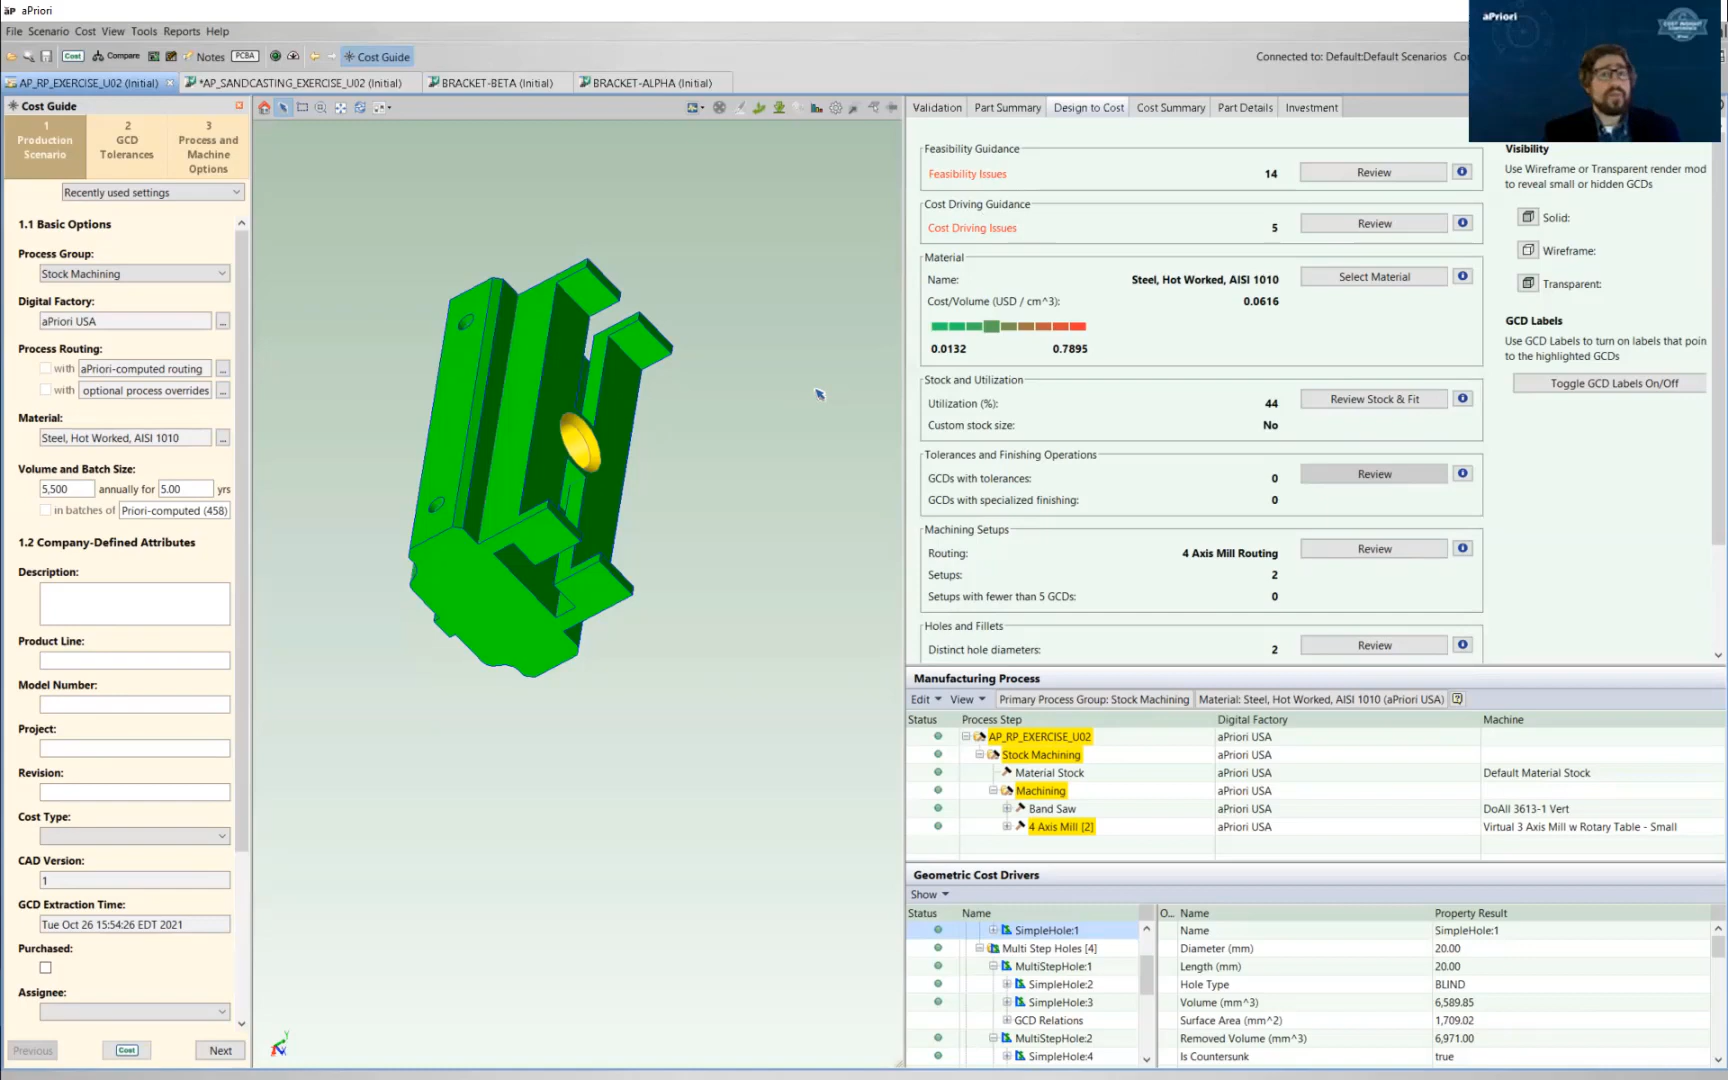 aP aPriori
File Scenario Cost View Tools Reports Help
Cost Compare Notes PCBA Cost Guide
Connected to: Default:Default Scenarios
aPriori
AP_RP_EXERCISE_U02 (Initial) *AP_SANDCASTING_EXERCISE_U02 (Initial) BRACKET-BETA (Initial) BRACKET-ALPHA (Initial)
Cost Guide
1 Production Scenario
2 GCD Tolerances
3 Process and Machine Options
Recently used settings
1.1 Basic Options
Process Group:
Stock Machining
Digital Factory:
aPriori USA ...
Process Routing:
with aPriori-computed routing ...
with optional process overrides ...
Material:
Steel, Hot Worked, AISI 1010 ...
Volume and Batch Size:
5,500 annually for 5.00 yrs
in batches of Priori-computed (458)
1.2 Company-Defined Attributes
Description:
Product Line:
Model Number:
Project:
Revision:
Cost Type:
CAD Version:
1
GCD Extraction Time:
Tue Oct 26 15:54:26 EDT 2021
Purchased:
Assignee:
Previous Cost Next
Y
Validation Part Summary Design to Cost Cost Summary Part Details Investment
Feasibility Guidance
Feasibility Issues 14 Review
Cost Driving Guidance
Cost Driving Issues 5 Review
Material
Name: Steel, Hot Worked, AISI 1010 Select Material
Cost/Volume (USD / cm^3): 0.0616
0.0132 0.7895
Stock and Utilization
Utilization (%): 44 Review Stock & Fit
Custom stock size: No
Tolerances and Finishing Operations
GCDs with tolerances: 0 Review
GCDs with specialized finishing: 0
Machining Setups
Routing: 4 Axis Mill Routing Review
Setups: 2
Setups with fewer than 5 GCDs: 0
Holes and Fillets
Distinct hole diameters: 2 Review
Visibility
Use Wireframe or Transparent render mod
to reveal small or hidden GCDs
Solid:
Wireframe:
Transparent:
GCD Labels
Use GCD Labels to turn on labels that poin
to the highlighted GCDs
Toggle GCD Labels On/Off
Manufacturing Process
Edit View Primary Process Group: Stock Machining Material: Steel, Hot Worked, AISI 1010 (aPriori USA)
Status Process Step Digital Factory Machine
AP_RP_EXERCISE_U02 aPriori USA
Stock Machining aPriori USA
Material Stock aPriori USA Default Material Stock
Machining aPriori USA
Band Saw aPriori USA DoAll 3613-1 Vert
4 Axis Mill [2] aPriori USA Virtual 3 Axis Mill w Rotary Table - Small
Geometric Cost Drivers
Show
Status Name O... Name Property Result
SimpleHole:1 Name SimpleHole:1
Multi Step Holes [4] Diameter (mm) 20.00
MultiStepHole:1 Length (mm) 20.00
SimpleHole:2 Hole Type BLIND
SimpleHole:3 Volume (mm^3) 6,589.85
GCD Relations Surface Area (mm^2) 1,709.02
MultiStepHole:2 Removed Volume (mm^3) 6,971.00
SimpleHole:4 Is Countersunk true